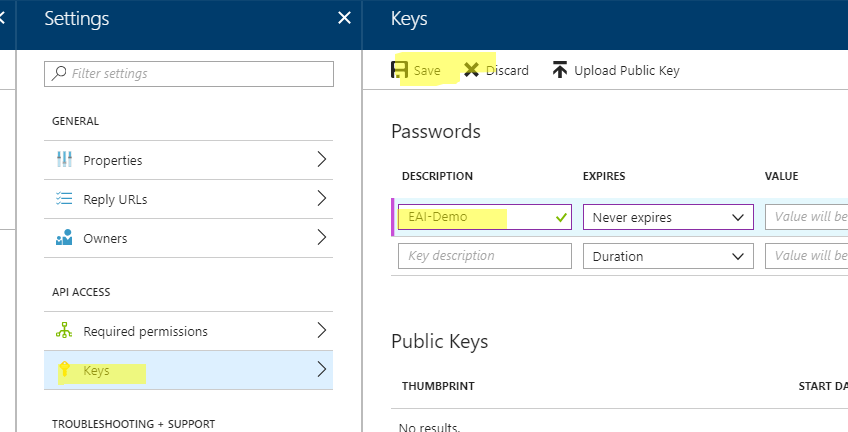 Settings
Filter settings
GENERAL
Properties
Reply URLs
Owners
API ACCESS
Required permissions
Keys
TROUBLESHOOTING + SUPPORT
Keys
Save Discard Upload Public Key
Passwords
DESCRIPTION EXPIRES VALUE
EAI-Demo Never expires Value will be
Key description Duration Value will be
Public Keys
THUMBPRINT START DA
No results.